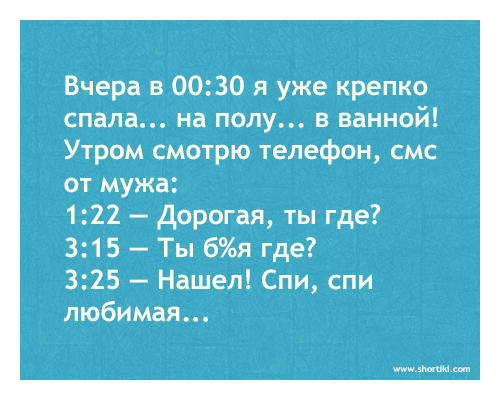 Вчера в 00:30 я уже крепко
спала... на полу... в ванной!
Утром смотрю телефон, смс
от мужа:
1:22 — Дорогая, ты где?
3:15 — Ты б%я где?
3:25 — Нашел! Спи, спи
любимая...
www.shortiki.com